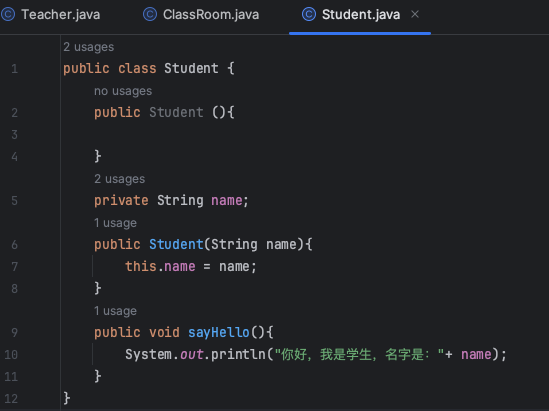 Teacher.java ClassRoom.java Student.java ×
2 usages
1 public class Student {
no usages
2 public Student (){
3
4 }
2 usages
5 private String name;
1 usage
6 public Student(String name){
7 this.name = name;
8 }
1 usage
9 public void sayHello(){
10 System.out.println("你好，我是学生，名字是："+ name);
11 }
12 }